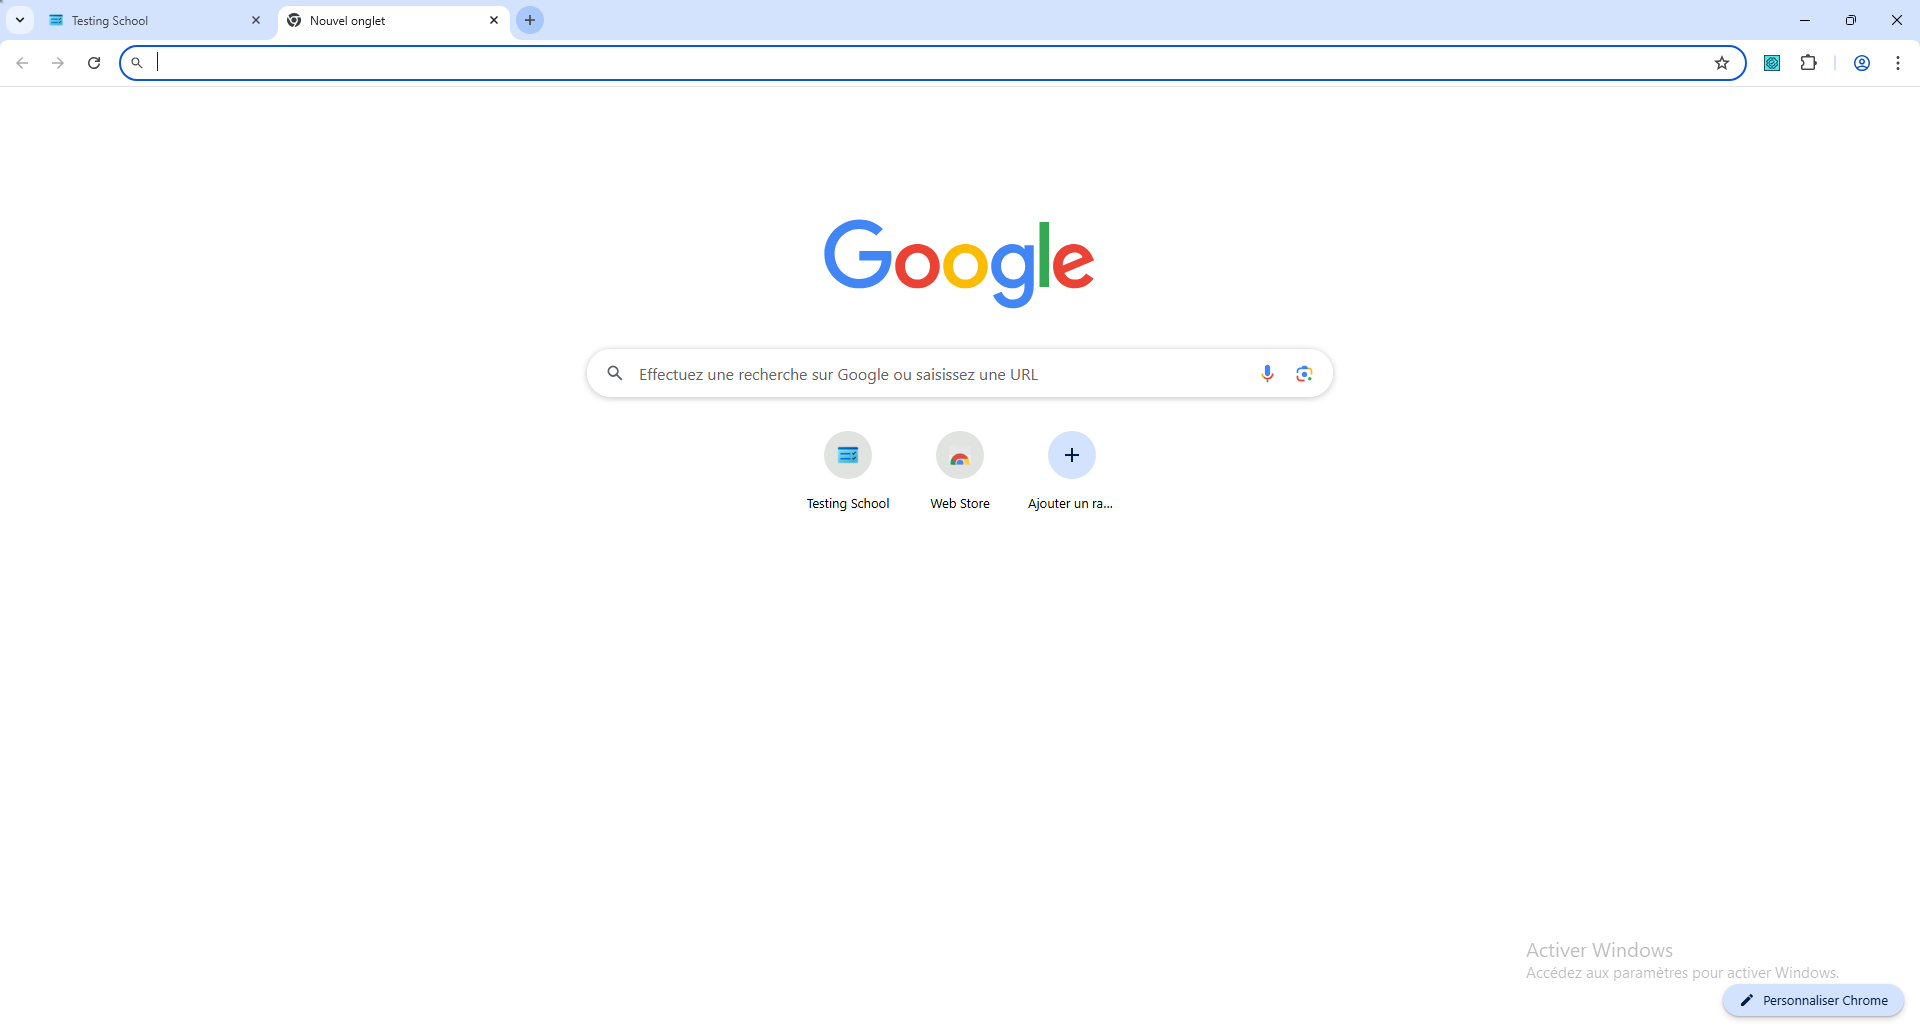 Testing School
Nouvel onglet
Google
Effectuez une recherche sur Google ou saisissez une URL
Testing School
Web Store
Ajouter un ra...
Activer Windows
Accédez aux paramètres pour activer Windows.
Personnaliser Chrome